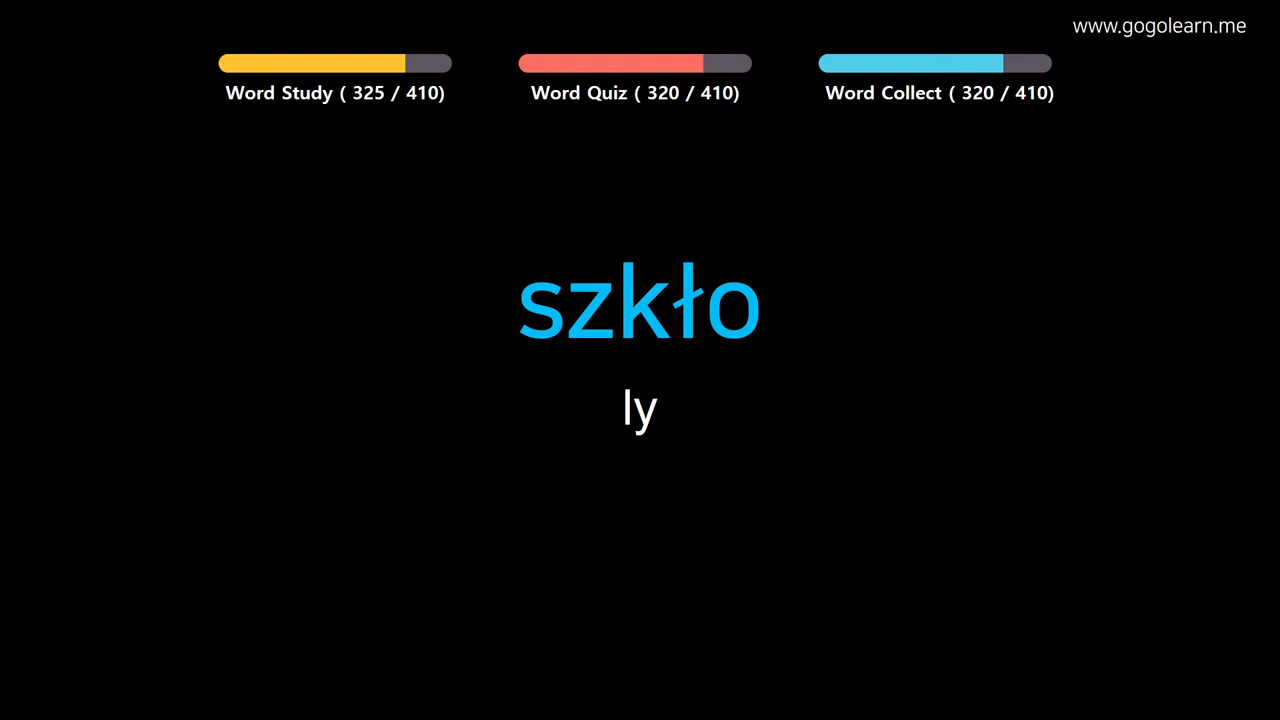 www.gogolearn.me
Word Study ( 325 / 410)
Word Quiz ( 320 / 410)
Word Collect ( 320 / 410)
szkło
ly